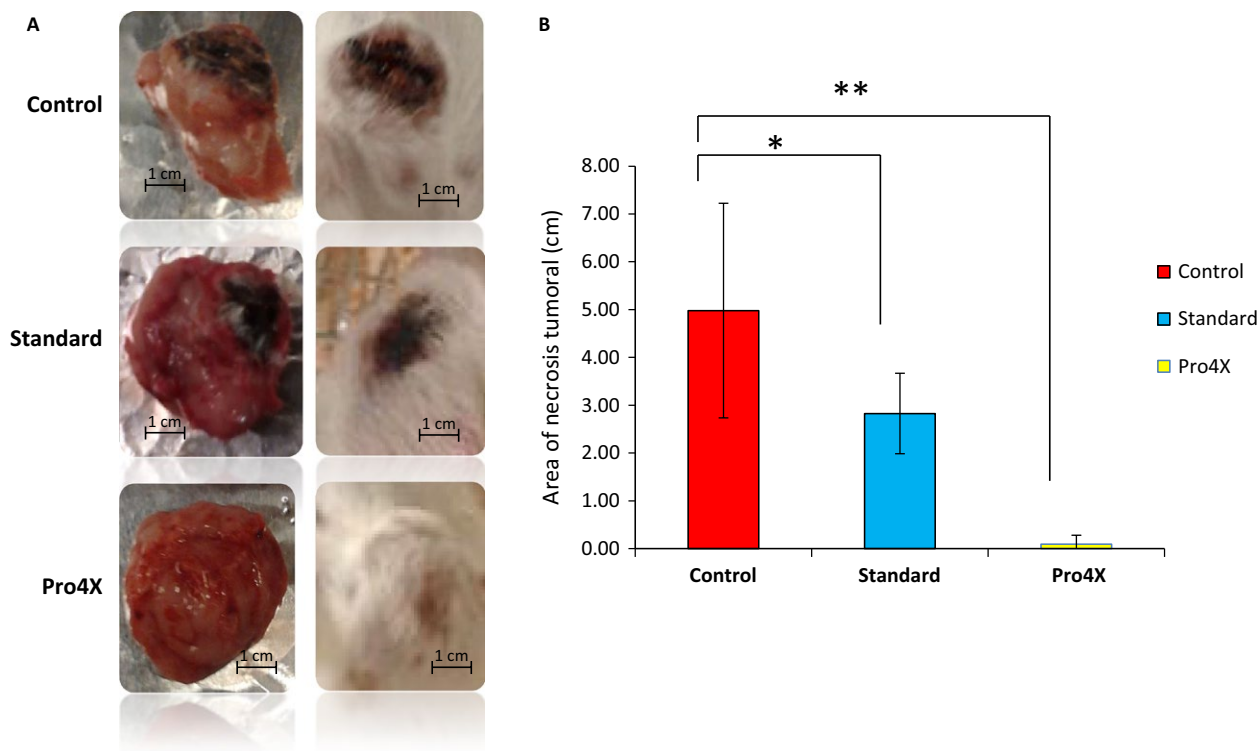 A
Control
1 cm
1 cm
Standard
1 cm
1 cm
Pro4X
1 cm
1 cm
B
**
*
8.00
7.00
6.00
5.00
4.00
3.00
2.00
1.00
0.00
Area of necrosis tumoral (cm)
Control
Standard
Pro4X
Control
Standard
Pro4X